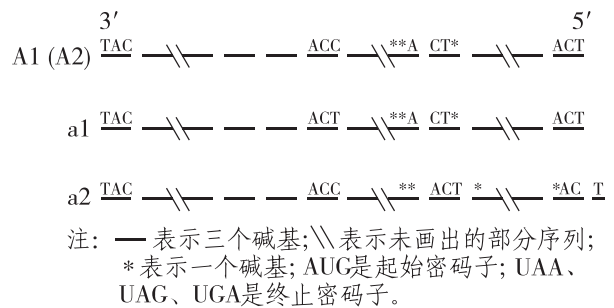 3′ 5′
A1 (A2) TAC ACC **A CT* ACT
a1 TAC ACT **A CT* ACT
a2 TAC ACC ** ACT * *AC T
注: — 表示三个碱基;\\表示未画出的部分序列;
*表示一个碱基; AUG是起始密码子; UAA、
UAG、UGA是终止密码子。